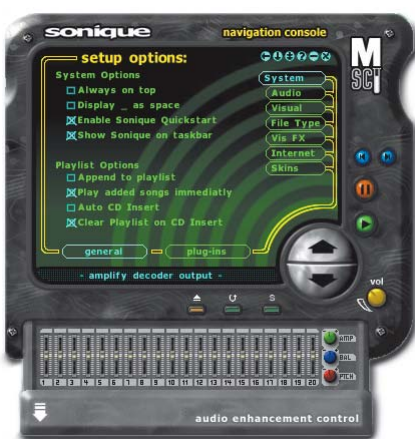 sonique
navigation console
setup options:
System Options
Always on top
Display _ as space
Enable Sonique Quickstart
Show Sonique on taskbar
Playlist Options
Append to playlist
Play added songs immediatly
Auto CD Insert
Clear Playlist on CD Insert
general
plug-ins
System
Audio
Visual
File Type
Vis FX
Internet
Skins
- amplify decoder output -
M
SCI
vol
S
AMP
BAL
PTCH
1 2 3 4 5 6 7 8 9 10 11 12 13 14 15 16 17 18 19 20
audio enhancement control